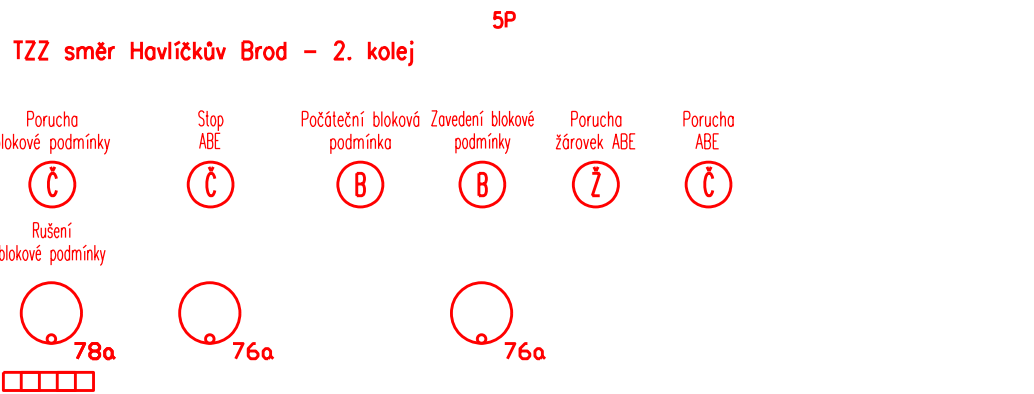 5P
TZZ směr Havlíčkův Brod – 2. kolej
Porucha
blokové podmínky
Stop
ABE
Počáteční bloková
podmínka
Zavedení blokové
podmínky
Porucha
žárovek ABE
Porucha
ABE
Č
Č
B
B
Ž
Č
Rušení
blokové podmínky
78a
76a
76a